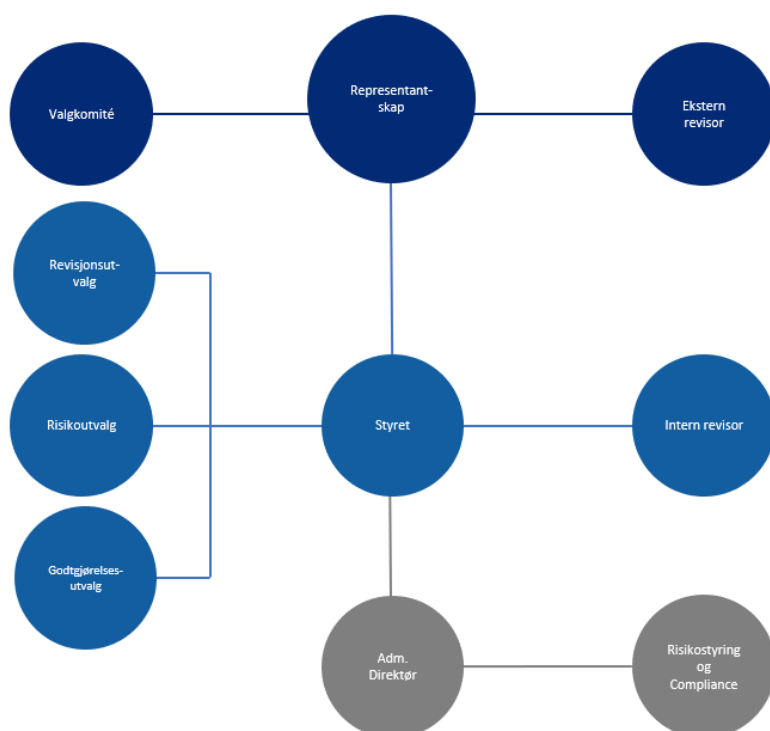 Valgkomité
Representant-
skap
Ekstern
revisor
Revisjonsut-
valg
Risikoutvalg
Styret
Intern revisor
Godtgjørelses-
utvalg
Adm.
Direktør
Risikostyring
og
Compliance